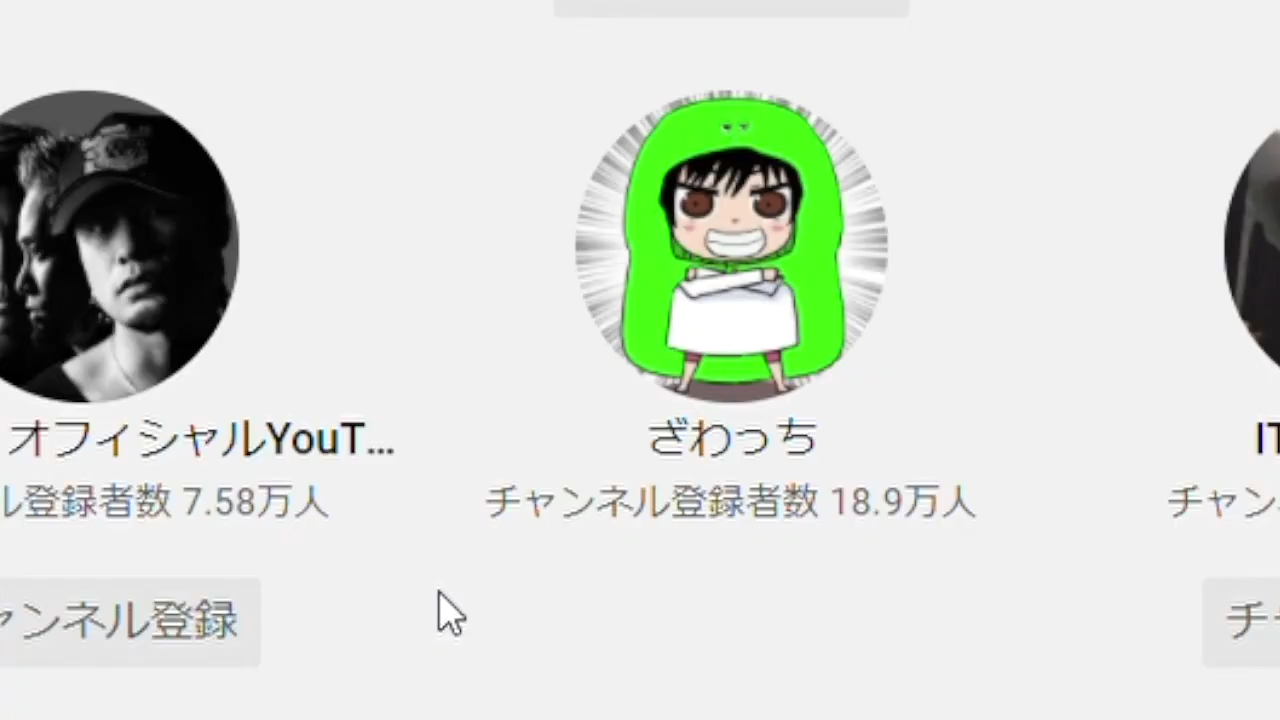 オフィシャルYouT...
ざわっち
IT
ル登録者数 7.58万人
チャンネル登録者数 18.9万人
チャン
ャンネル登録
チャ